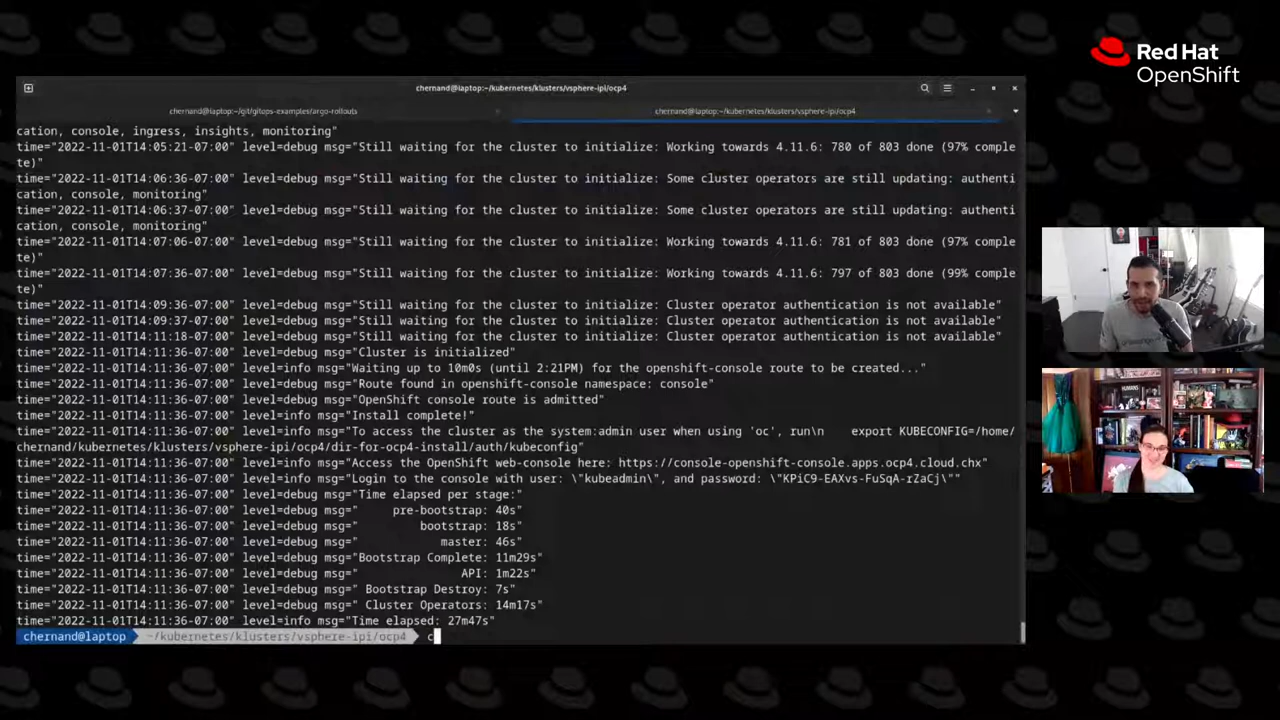 Red Hat
OpenShift
chernand@laptop:~/kubernetes/klusters/vsphere-ipi/ocp4
chernand@laptop:~/git/gitops-examples/argo-rollouts
chernand@laptop:~/kubernetes/klusters/vsphere-ipi/ocp4
cation, console, ingress, insights, monitoring"
time="2022-11-01T14:05:21-07:00" level=debug msg="Still waiting for the cluster to initialize: Working towards 4.11.6: 780 of 803 done (97% comple
te)"
time="2022-11-01T14:06:36-07:00" level=debug msg="Still waiting for the cluster to initialize: Some cluster operators are still updating: authenti
cation, console, monitoring"
time="2022-11-01T14:06:37-07:00" level=debug msg="Still waiting for the cluster to initialize: Some cluster operators are still updating: authenti
cation, console, monitoring"
time="2022-11-01T14:07:06-07:00" level=debug msg="Still waiting for the cluster to initialize: Working towards 4.11.6: 781 of 803 done (97% comple
te)"
time="2022-11-01T14:07:36-07:00" level=debug msg="Still waiting for the cluster to initialize: Working towards 4.11.6: 797 of 803 done (99% comple
te)"
time="2022-11-01T14:09:36-07:00" level=debug msg="Still waiting for the cluster to initialize: Cluster operator authentication is not available"
time="2022-11-01T14:09:37-07:00" level=debug msg="Still waiting for the cluster to initialize: Cluster operator authentication is not available"
time="2022-11-01T14:11:18-07:00" level=debug msg="Still waiting for the cluster to initialize: Cluster operator authentication is not available"
time="2022-11-01T14:11:36-07:00" level=debug msg="Cluster is initialized"
time="2022-11-01T14:11:36-07:00" level=info msg="Waiting up to 10m0s (until 2:21PM) for the openshift-console route to be created..."
time="2022-11-01T14:11:36-07:00" level=debug msg="Route found in openshift-console namespace: console"
time="2022-11-01T14:11:36-07:00" level=debug msg="OpenShift console route is admitted"
time="2022-11-01T14:11:36-07:00" level=info msg="Install complete!"
time="2022-11-01T14:11:36-07:00" level=info msg="To access the cluster as the system:admin user when using 'oc', run\n    export KUBECONFIG=/home/
chernand/kubernetes/klusters/vsphere-ipi/ocp4/dir-for-ocp4-install/auth/kubeconfig"
time="2022-11-01T14:11:36-07:00" level=info msg="Access the OpenShift web-console here: https://console-openshift-console.apps.ocp4.cloud.chx"
time="2022-11-01T14:11:36-07:00" level=info msg="Login to the console with user: \"kubeadmin\", and password: \"KPiC9-EAXvs-FuSqA-rZaCj\""
time="2022-11-01T14:11:36-07:00" level=debug msg="Time elapsed per stage:"
time="2022-11-01T14:11:36-07:00" level=debug msg="      pre-bootstrap: 40s"
time="2022-11-01T14:11:36-07:00" level=debug msg="          bootstrap: 18s"
time="2022-11-01T14:11:36-07:00" level=debug msg="             master: 46s"
time="2022-11-01T14:11:36-07:00" level=debug msg="Bootstrap Complete: 11m29s"
time="2022-11-01T14:11:36-07:00" level=debug msg="                API: 1m22s"
time="2022-11-01T14:11:36-07:00" level=debug msg=" Bootstrap Destroy: 7s"
time="2022-11-01T14:11:36-07:00" level=debug msg=" Cluster Operators: 14m17s"
time="2022-11-01T14:11:36-07:00" level=info msg="Time elapsed: 27m47s"
chernand@laptop ~/kubernetes/klusters/vsphere-ipi/ocp4 c
HUMANS